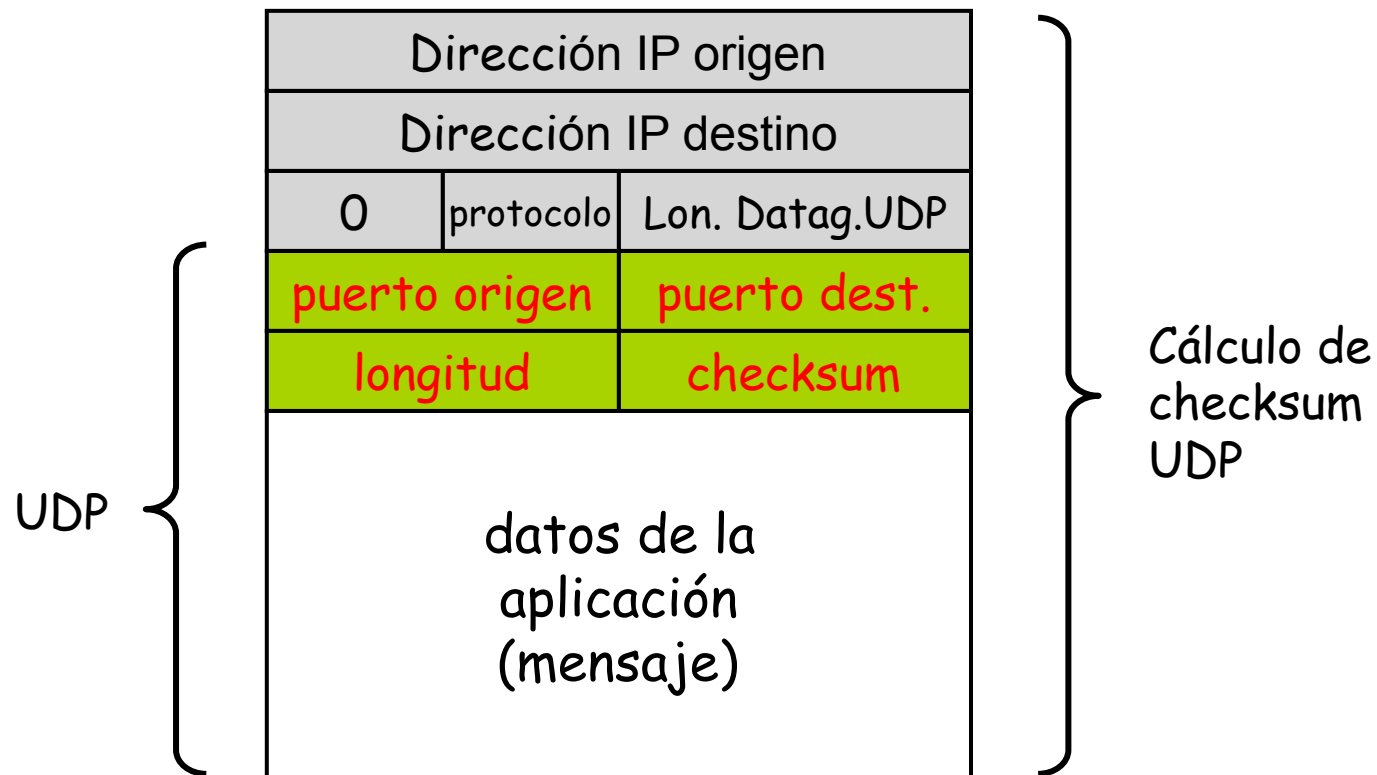 Dirección IP origen
Dirección IP destino
0 protocolo Lon. Datag.UDP
puerto origen puerto dest.
longitud checksum
datos de la
aplicación
(mensaje)
UDP
Cálculo de
checksum
UDP